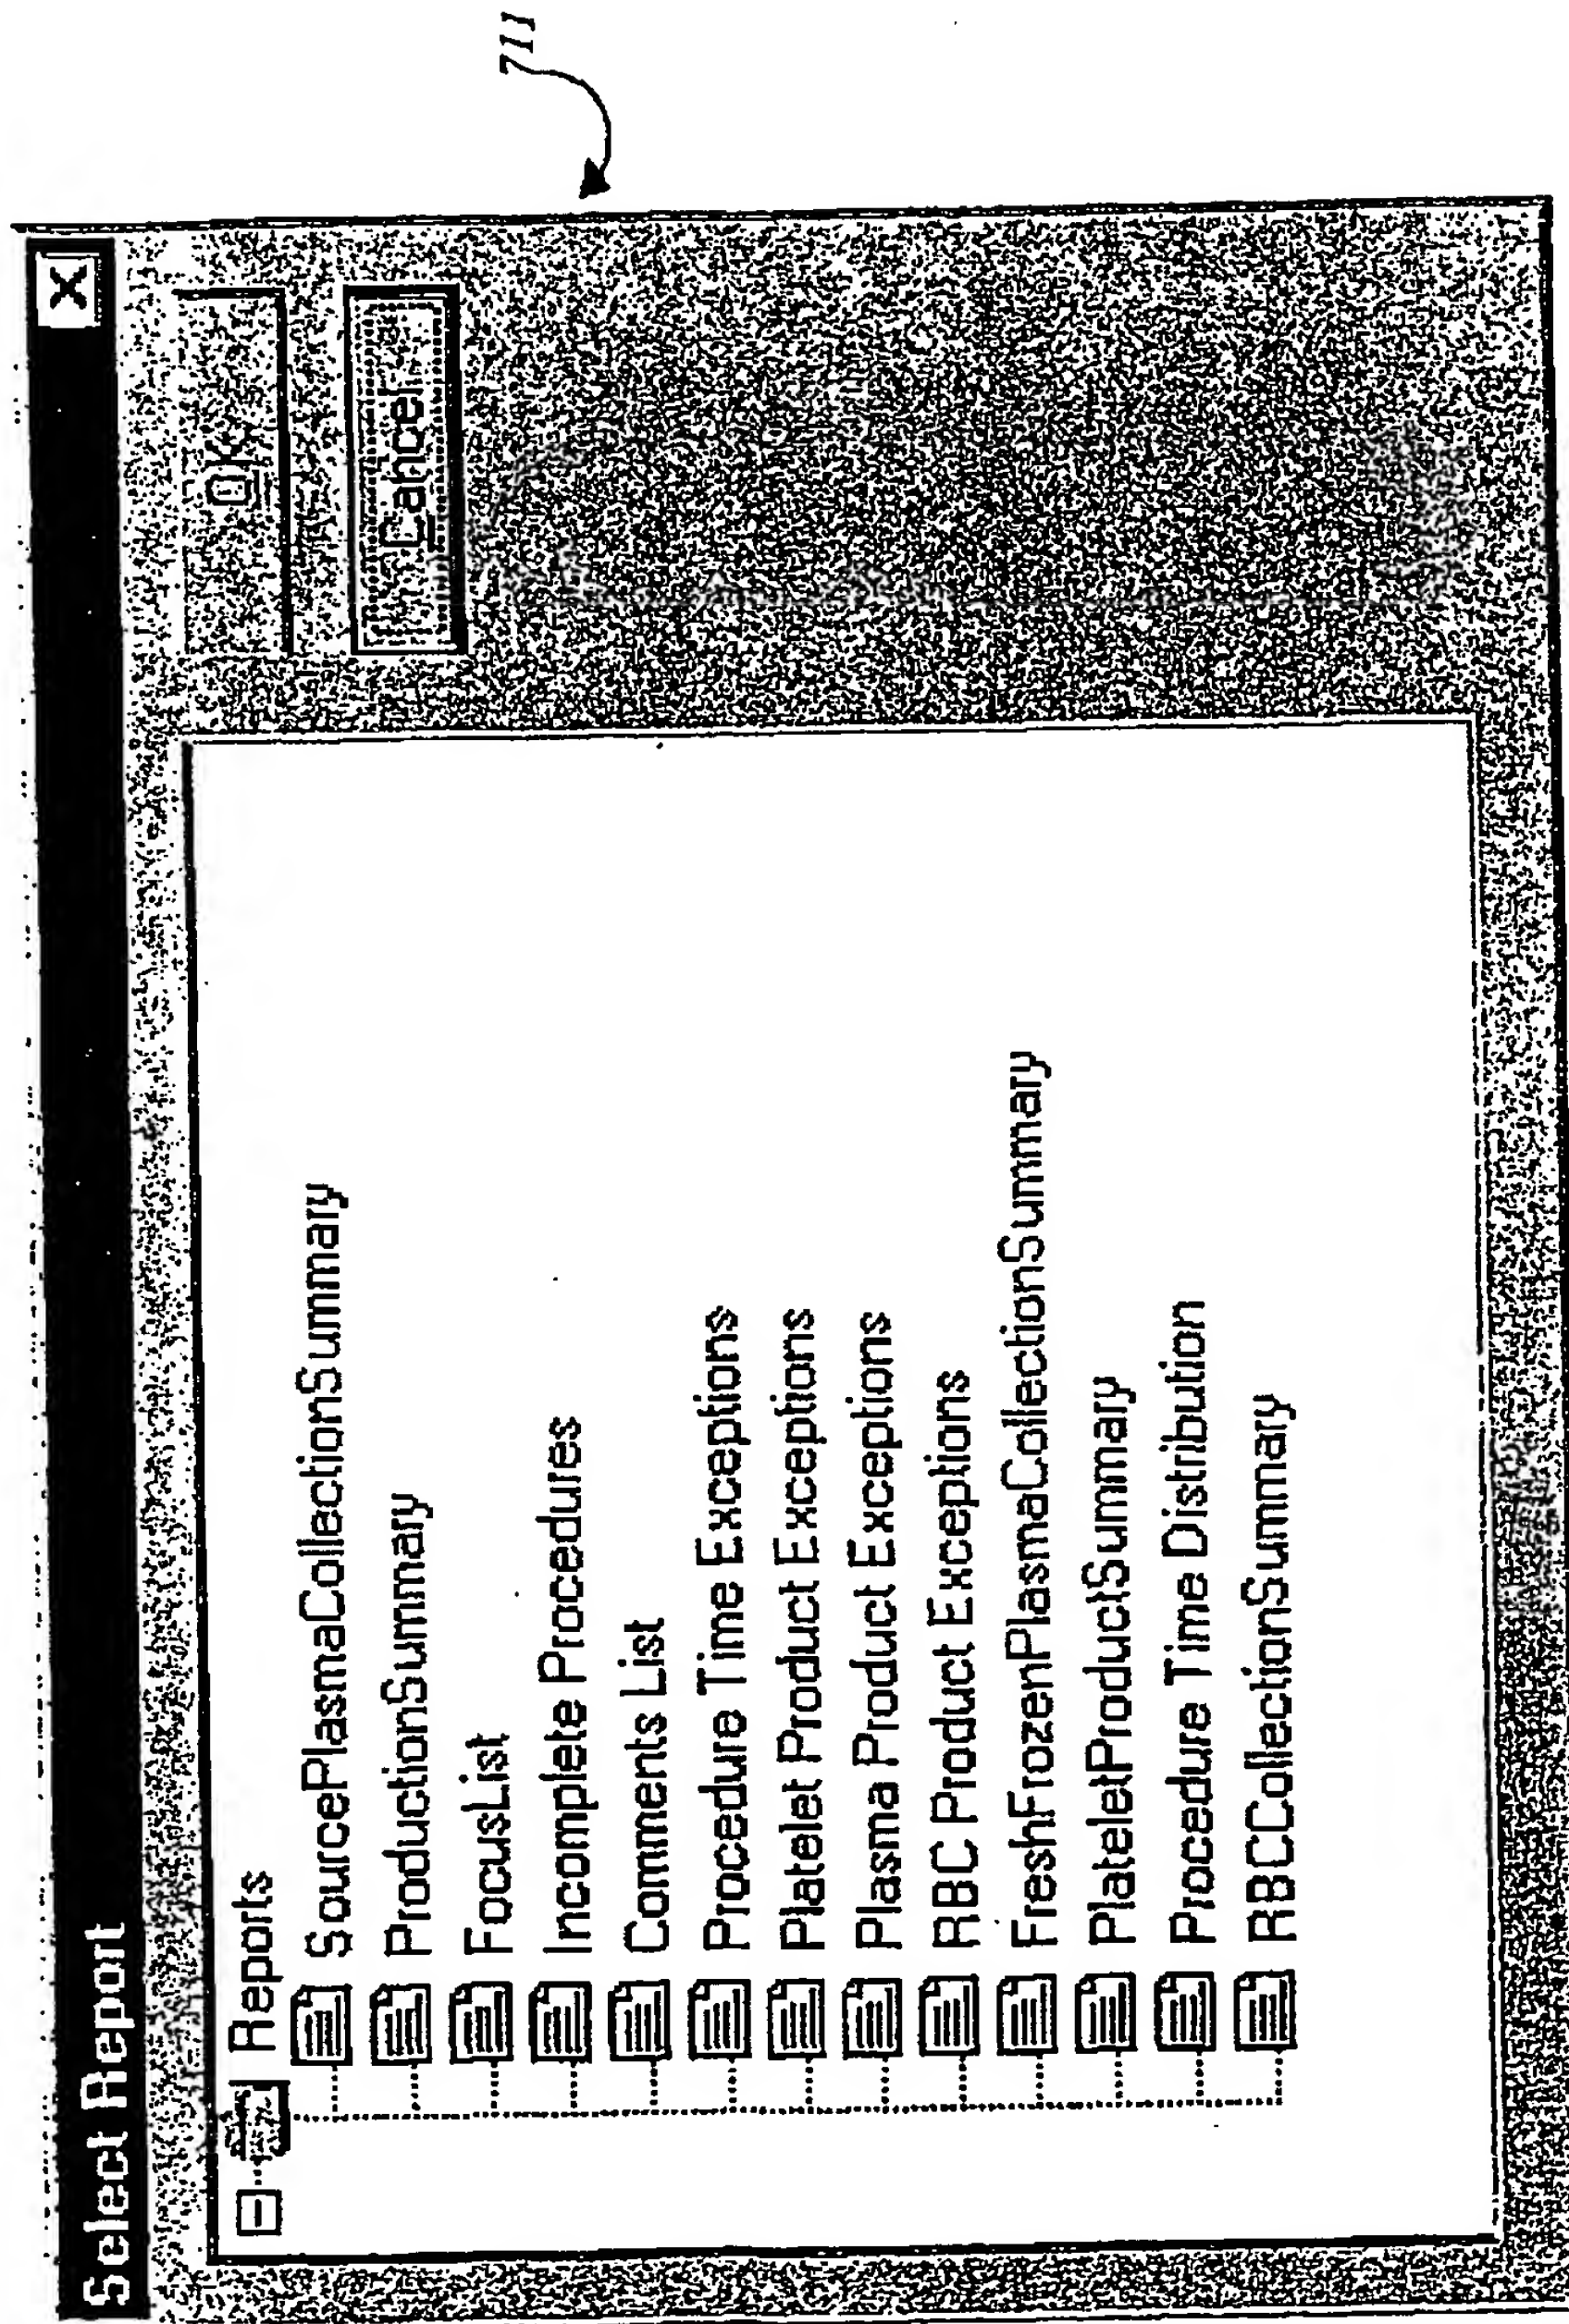 Select Report
X
Reports
SourcePlasmaCollectionSummary
ProductionSummary
FocusList
Incomplete Procedures
Comments List
Procedure Time Exceptions
Platelet Product Exceptions
Plasma Product Exceptions
RBC Product Exceptions
FreshFrozenPlasmaCollectionSummary
PlateletProductSummary
Procedure Time Distribution
RBCCollectionSummary
OK
Cancel
711